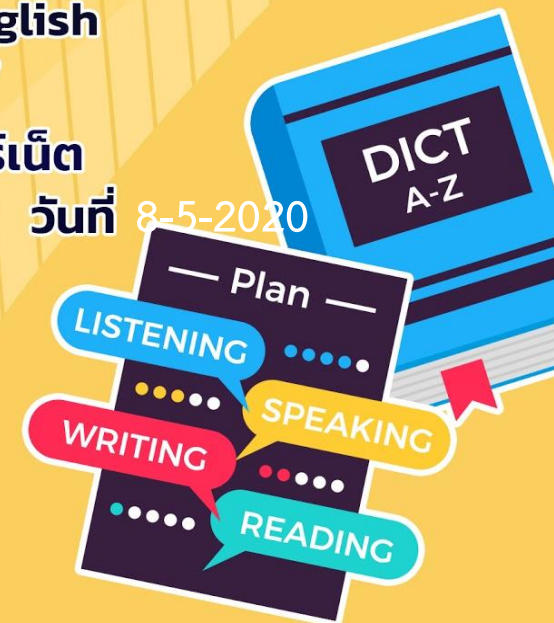 glish
ร์เน็ต
วันที่ 8-5-2020
DICT
A-Z
Plan
LISTENING
SPEAKING
WRITING
READING